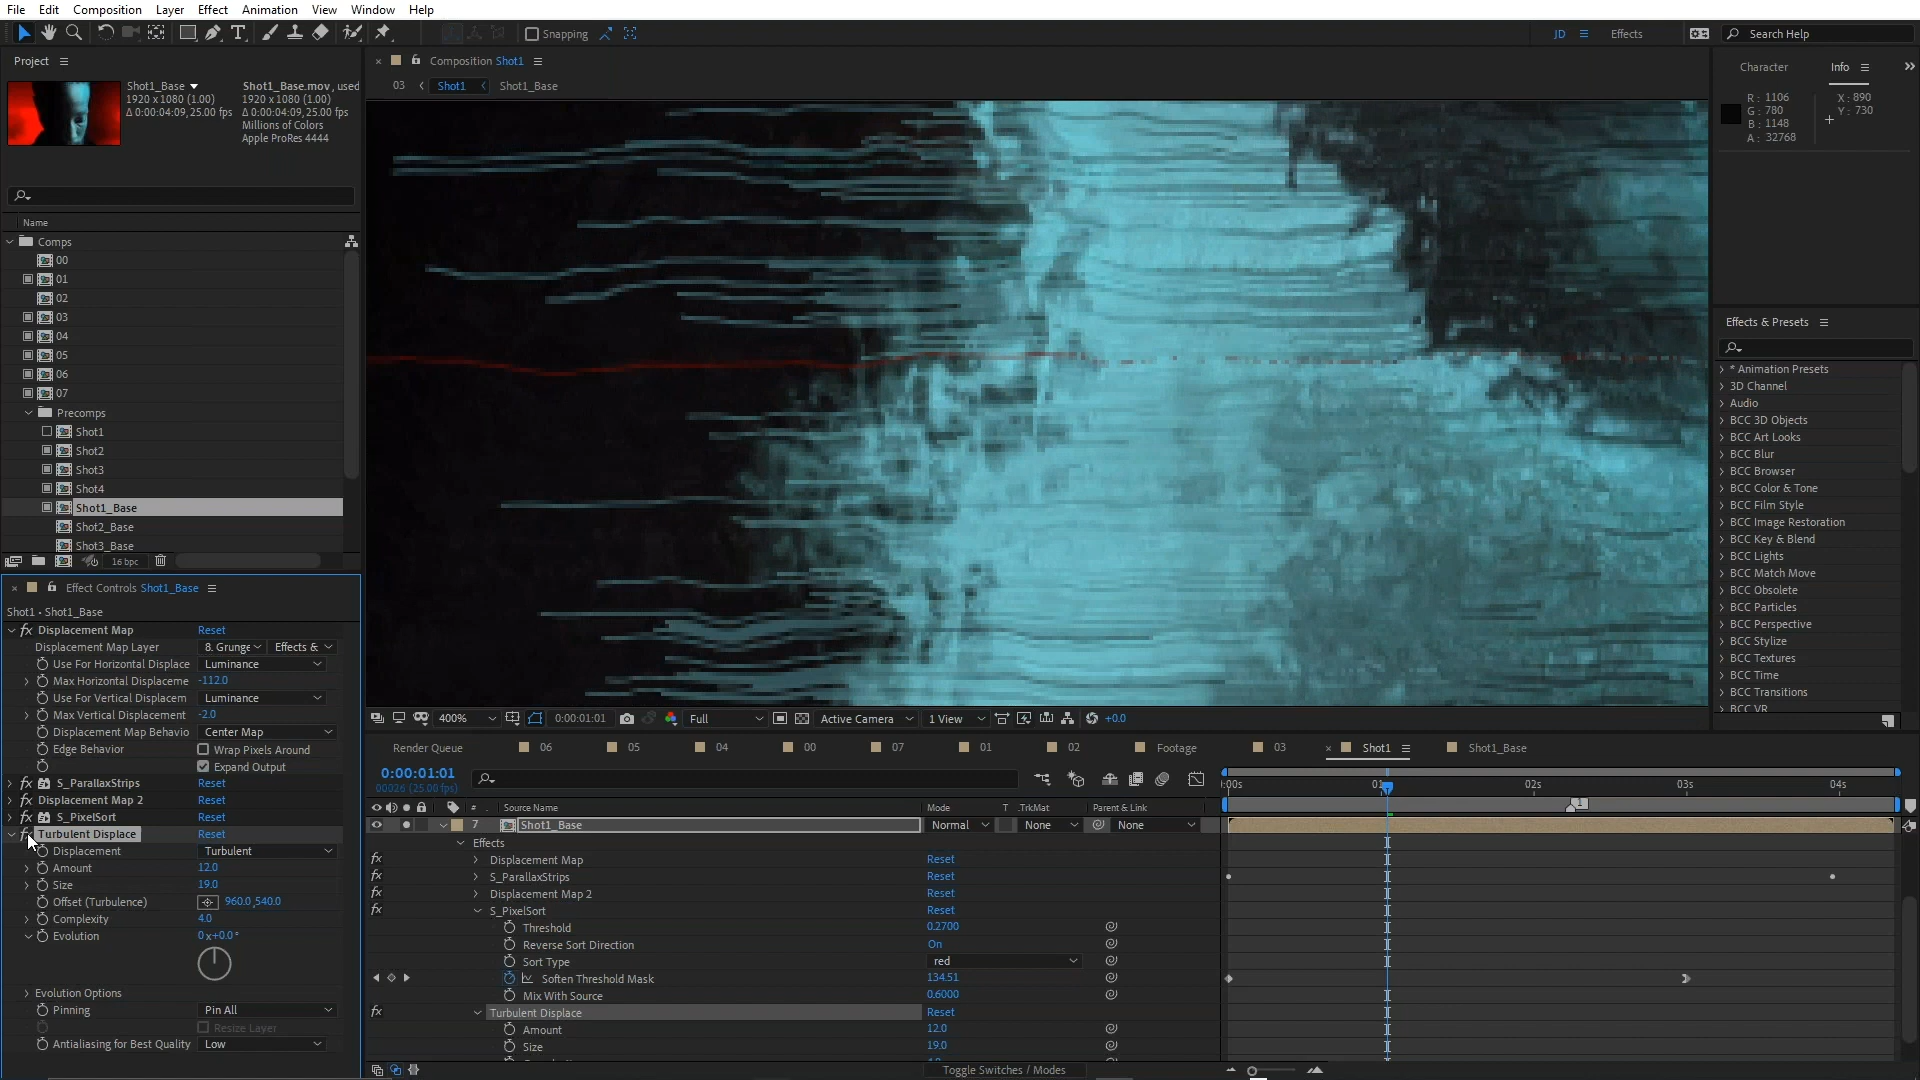 File Edit Composition Layer Effect Animation View Window Help
Snapping JD Effects Search Help
Project
Composition Shot1
Character Info
03 Shot1 Shot1_Base
Shot1_Base Shot1_Base.mov, used
1920 x 1080 (1.00) 1920 x 1080 (1.00)
Δ 0:00:04:09, 25.00 fps Δ 0:00:04:09, 25.00 fps
Millions of Colors
Apple ProRes 4444
R: 1106 X: 890
G: 780 Y: 730
B: 1148
A: 32768
Name
Comps
00
01
02
03
04
05
06
07
Precomps
Shot1
Shot2
Shot3
Shot4
Shot1_Base
Shot2_Base
Shot3_Base
16 bpc
Effects & Presets
* Animation Presets
3D Channel
Audio
BCC 3D Objects
BCC Art Looks
BCC Blur
BCC Browser
BCC Color & Tone
BCC Film Style
BCC Image Restoration
BCC Key & Blend
BCC Lights
BCC Match Move
BCC Obsolete
BCC Particles
BCC Perspective
BCC Stylize
BCC Textures
BCC Time
BCC Transitions
BCC VR
Effect Controls Shot1_Base
Shot1 • Shot1_Base
fx Displacement Map Reset
Displacement Map Layer 8. Grunge Effects &
Use For Horizontal Displace Luminance
Max Horizontal Displaceme -112.0
Use For Vertical Displacem Luminance
Max Vertical Displacement -2.0
Displacement Map Behavio Center Map
Edge Behavior Wrap Pixels Around
Expand Output
fx S_ParallaxStrips Reset
fx Displacement Map 2 Reset
fx S_PixelSort Reset
fx Turbulent Displace Reset
Displacement Turbulent
Amount 12.0
Size 19.0
Offset (Turbulence) 960.0, 540.0
Complexity 4.0
Evolution 0x+0.0°
Evolution Options
Pinning Pin All
Resize Layer
Antialiasing for Best Quality Low
400% 0:00:01:01 Full Active Camera 1 View +0.0
Render Queue 06 05 04 00 07 01 02 Footage 03 Shot1 Shot1_Base
0:00:01:01
00026 (25.00 fps)
:00s 01 02s 03s 04s
1
# Source Name Mode T .TrkMat Parent & Link
7 Shot1_Base Normal None None
Effects
fx Displacement Map Reset
fx S_ParallaxStrips Reset
fx Displacement Map 2 Reset
fx S_PixelSort Reset
Threshold 0.2700
Reverse Sort Direction On
Sort Type red
Soften Threshold Mask 134.51
Mix With Source 0.6000
fx Turbulent Displace Reset
Amount 12.0
Size 19.0
Toggle Switches / Modes